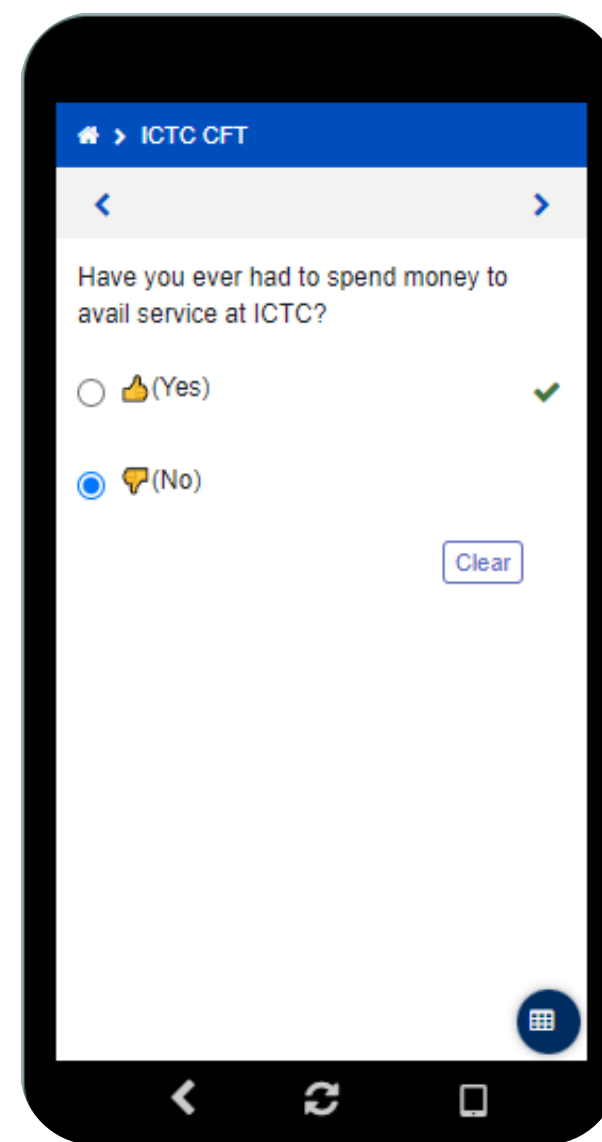 ICTC CFT
Have you ever had to spend money to
avail service at ICTC?
👍(Yes)
👎(No)
Clear